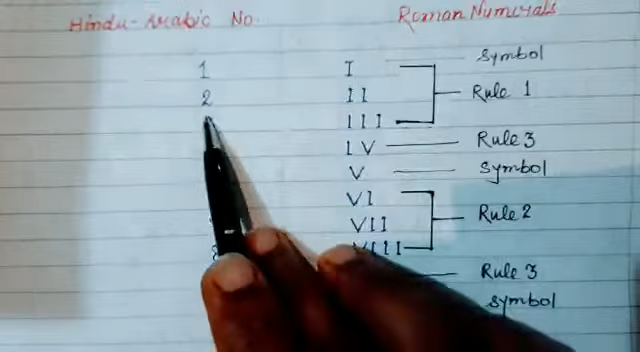 Hindu-Arabic No. Roman Numerals
1 I Symbol
2 II Rule 1
III
IV Rule 3
V Symbol
VI
VII Rule 2
VIII
Rule 3
Symbol